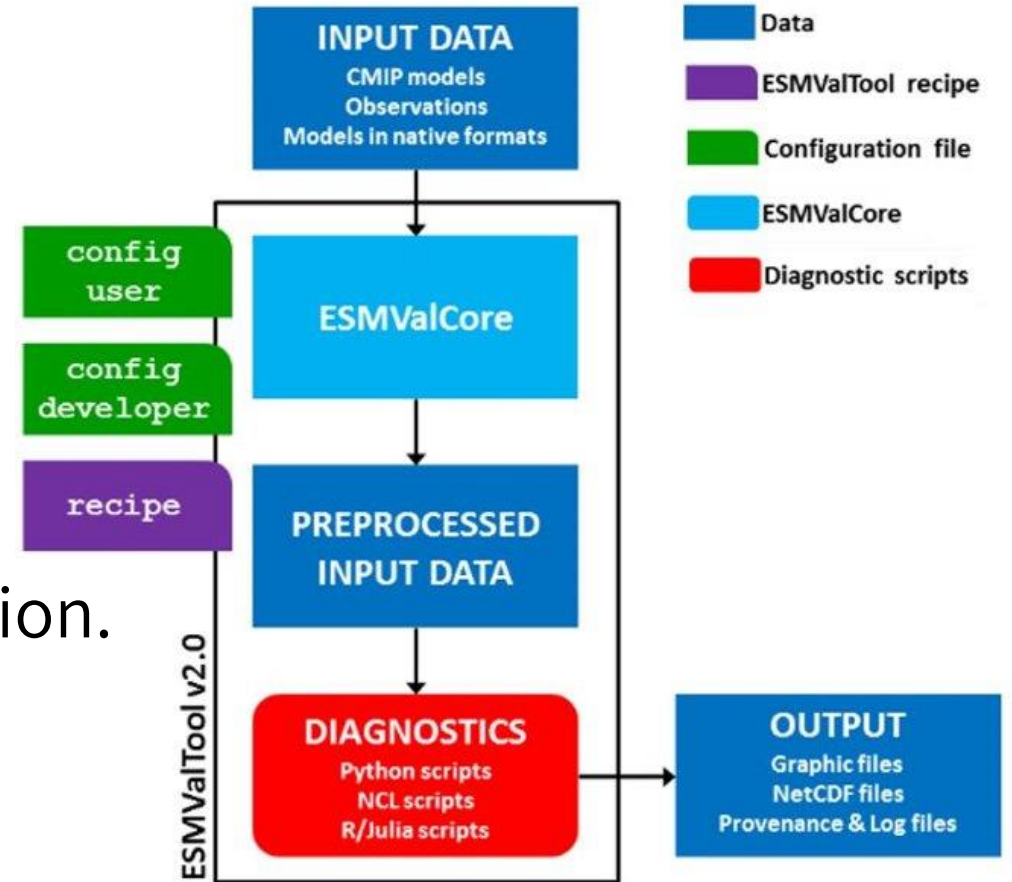 INPUT DATA
CMIP models
Observations
Models in native formats
Data
ESMValTool recipe
Configuration file
ESMValCore
Diagnostic scripts
config
user
config
developer
recipe
ESMValCore
PREPROCESSED
INPUT DATA
ion.
ESMValTool v2.0
DIAGNOSTICS
Python scripts
NCL scripts
R/Julia scripts
OUTPUT
Graphic files
NetCDF files
Provenance & Log files